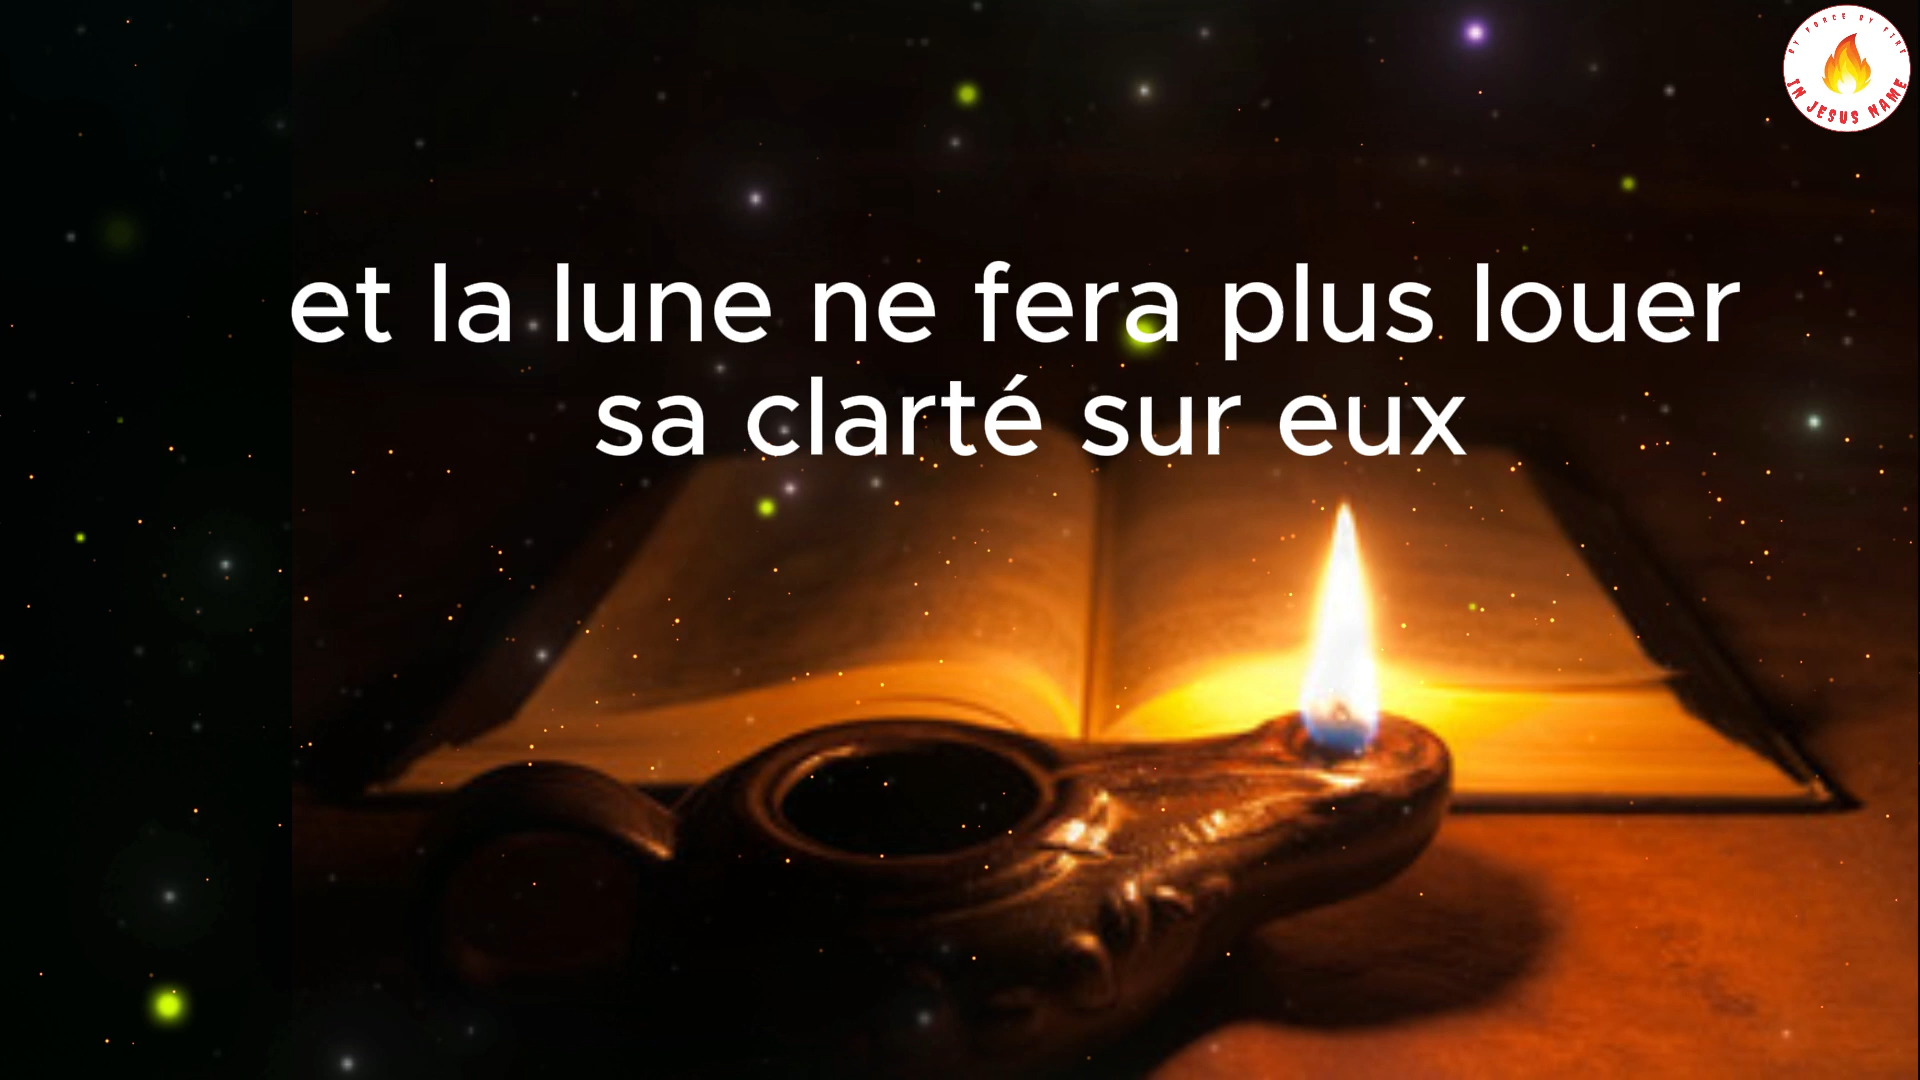 BY FORCE BY FIRE
IN JESUS NAME
et la lune ne fera plus louer
sa clarté sur eux